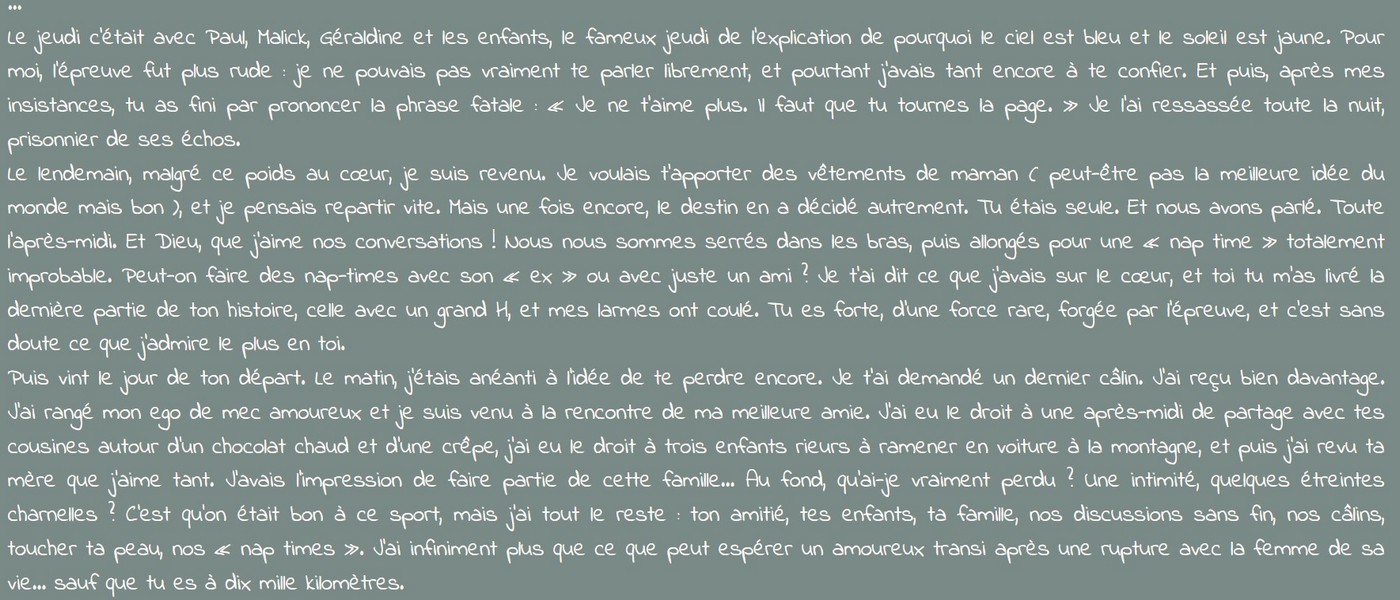 ...
Le jeudi c'était avec Paul, Malick, Géraldine et les enfants, le fameux jeudi de l'explication de pourquoi le ciel est bleu et le soleil est jaune. Pour
moi, l'épreuve fut plus rude : je ne pouvais pas vraiment te parler librement, et pourtant j'avais tant encore à te confier. Et puis, après mes
insistances, tu as fini par prononcer la phrase fatale : « Je ne t'aime plus. Il faut que tu tournes la page. » Je l'ai ressassée toute la nuit,
prisonnier de ses échos.
Le lendemain, malgré ce poids au cœur, je suis revenu. Je voulais t'apporter des vêtements de maman ( peut-être pas la meilleure idée du
monde mais bon ), et je pensais repartir vite. Mais une fois encore, le destin en a décidé autrement. Tu étais seule. Et nous avons parlé. Toute
l'après-midi. Et Dieu, que j'aime nos conversations ! Nous nous sommes serrés dans les bras, puis allongés pour une « nap time » totalement
improbable. Peut-on faire des nap-times avec son « ex » ou avec juste un ami ? Je t'ai dit ce que j'avais sur le cœur, et toi tu m'as livré la
dernière partie de ton histoire, celle avec un grand H, et mes larmes ont coulé. Tu es forte, d'une force rare, forgée par l'épreuve, et c'est sans
doute ce que j'admire le plus en toi.
Puis vint le jour de ton départ. Le matin, j'étais anéanti à l'idée de te perdre encore. Je t'ai demandé un dernier câlin. J'ai reçu bien davantage.
J'ai rangé mon ego de mec amoureux et je suis venu à la rencontre de ma meilleure amie. J'ai eu le droit à une après-midi de partage avec tes
cousines autour d'un chocolat chaud et d'une crêpe, j'ai eu le droit à trois enfants rieurs à ramener en voiture à la montagne, et puis j'ai revu ta
mère que j'aime tant. J'avais l'impression de faire partie de cette famille... Au fond, qu'ai-je vraiment perdu ? Une intimité, quelques étreintes
charnelles ? C'est qu'on était bon à ce sport, mais j'ai tout le reste : ton amitié, tes enfants, ta famille, nos discussions sans fin, nos câlins,
toucher ta peau, nos « nap times ». J'ai infiniment plus que ce que peut espérer un amoureux transi après une rupture avec la femme de sa
vie... sauf que tu es à dix mille kilomètres.